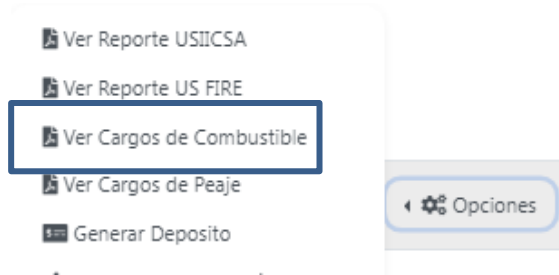 Ver Reporte USIICSA
Ver Reporte US FIRE
Ver Cargos de Combustible
Ver Cargos de Peaje
Opciones
Generar Deposito